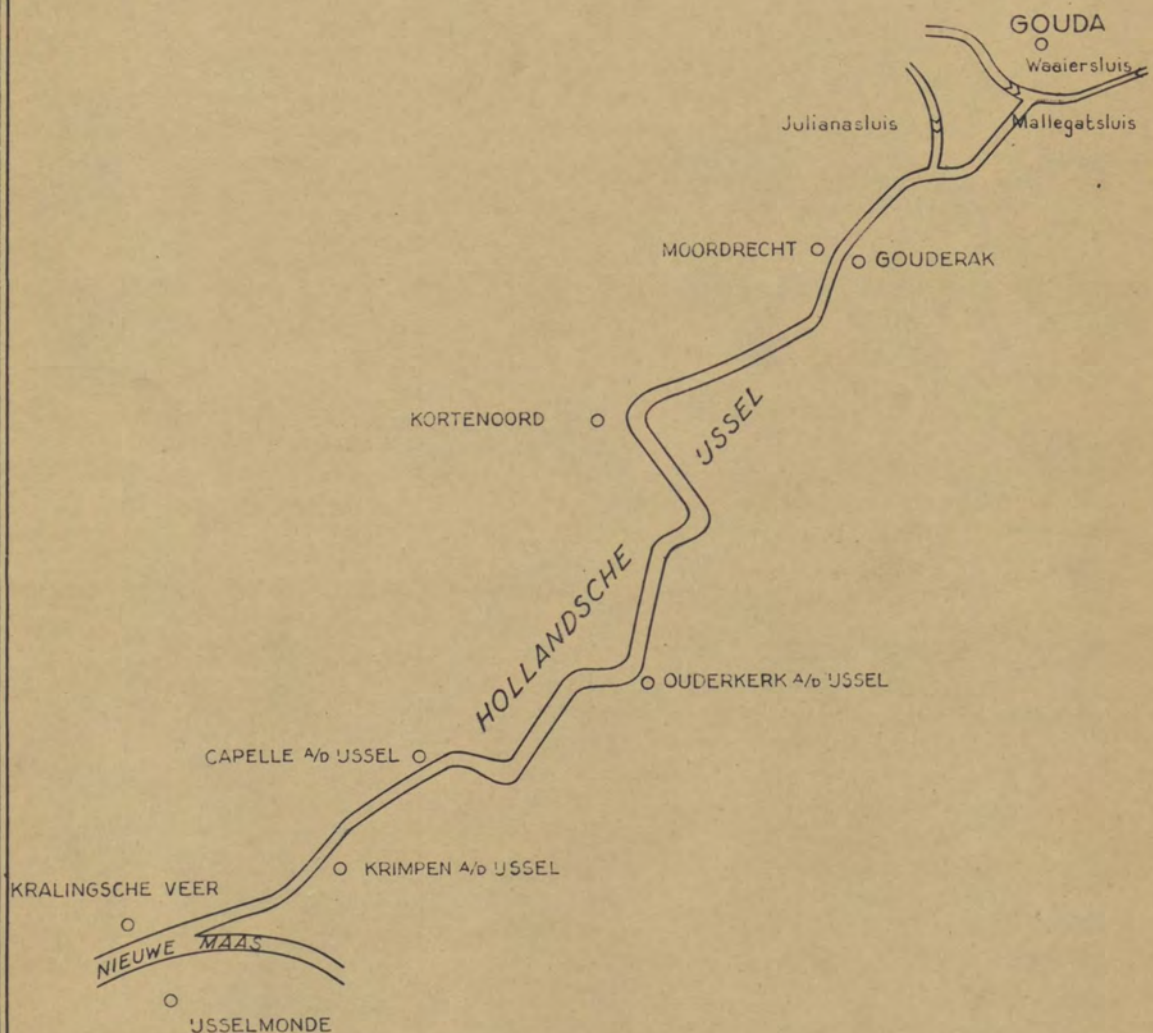 GOUDA
Waaiersluis
Julianasluis
Mallegatsluis
MOORDRECHT
GOUDERAK
KORTENOORD
HOLLANDSCHE IJSSEL
OUDERKERK A/D IJSSEL
CAPELLE A/D IJSSEL
KRIMPEN A/D IJSSEL
KRALINGSCHE VEER
NIEUWE MAAS
IJSSELMONDE